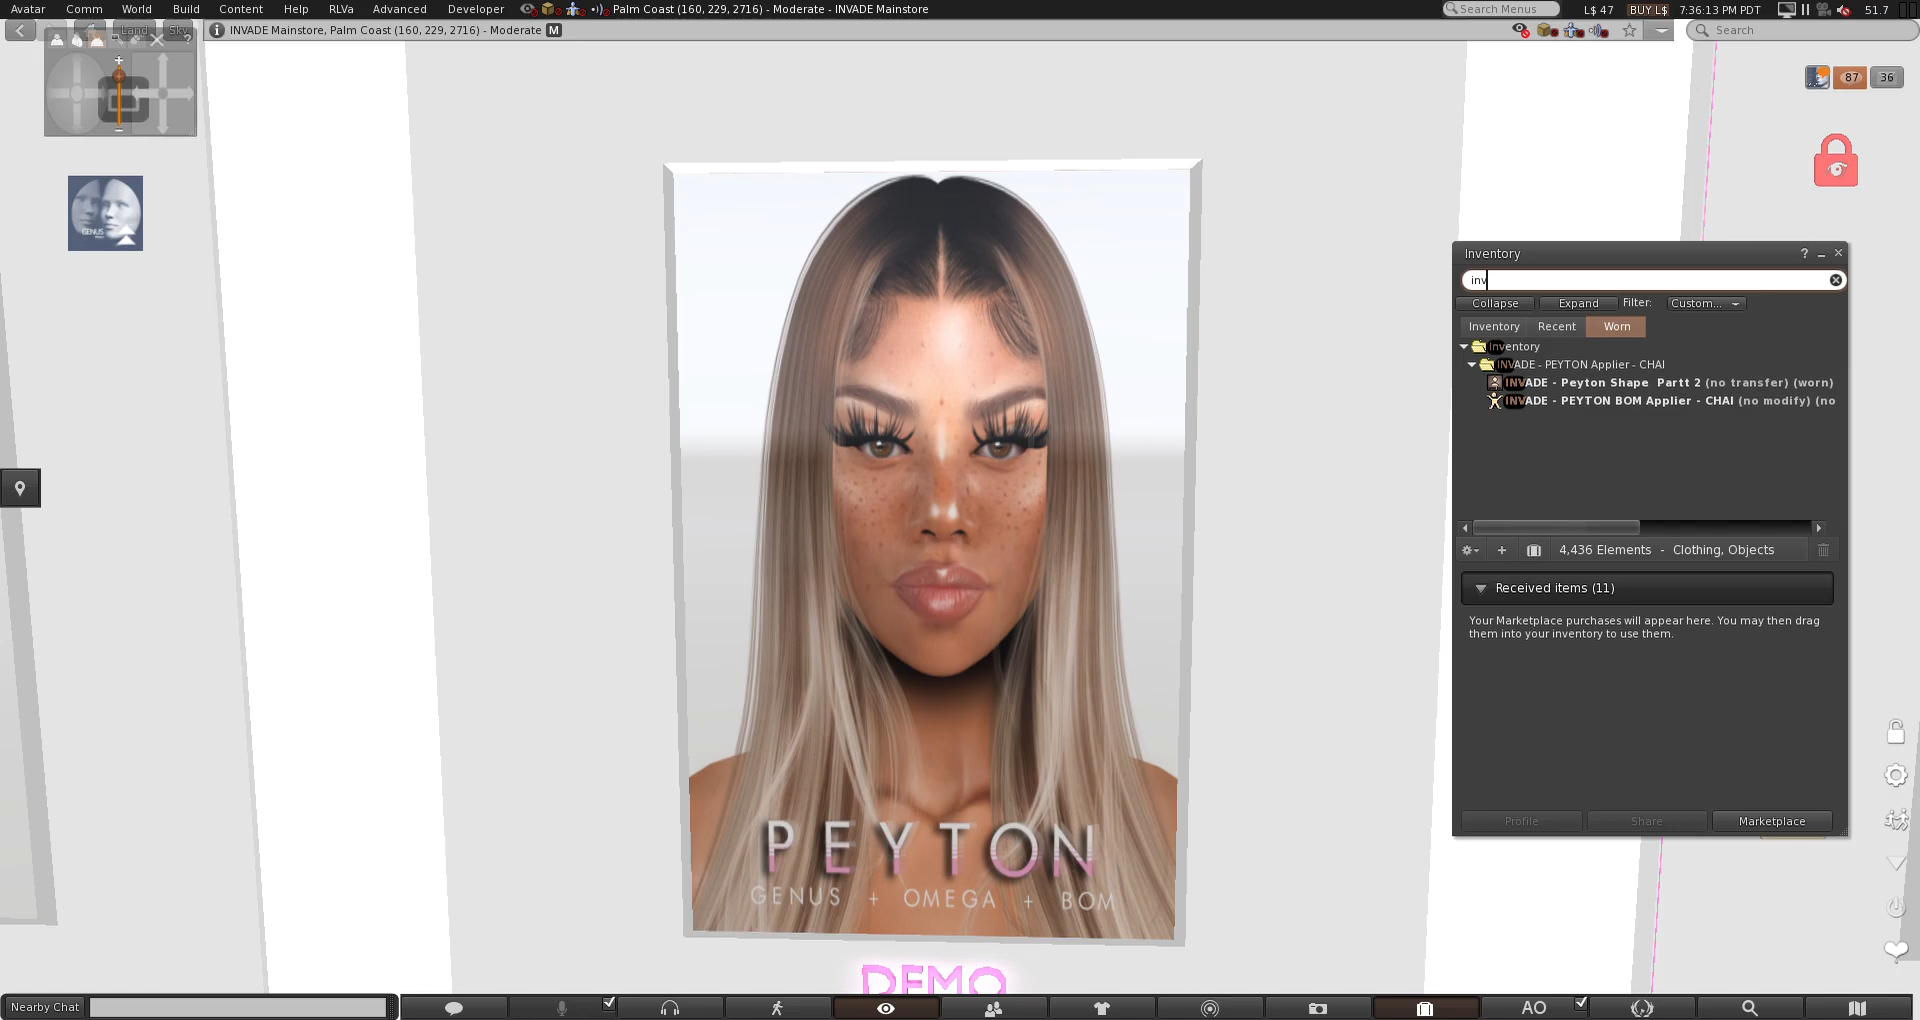 Avatar Comm World Build Content Help RLVa Advanced Developer Palm Coast (160, 229, 2716) - Moderate - INVADE Mainstore Search Menus L$ 47 BUY L$ 7:36:13 PM PDT 51.7
Land Sky INVADE Mainstore, Palm Coast (160, 229, 2716) - Moderate M Search
?
87 36
GENUS
Inventory ?
inv
Collapse Expand Filter: Custom...
Inventory Recent Worn
Inventory
INVADE - PEYTON Applier - CHAI
INVADE - Peyton Shape Partt 2 (no transfer) (worn)
INVADE - PEYTON BOM Applier - CHAI (no modify) (no
4,436 Elements - Clothing, Objects
Received items (11)
Your Marketplace purchases will appear here. You may then drag
them into your inventory to use them.
Profile Share Marketplace
PEYTON
GENUS + OMEGA + BOM
DEMO
Nearby Chat AO